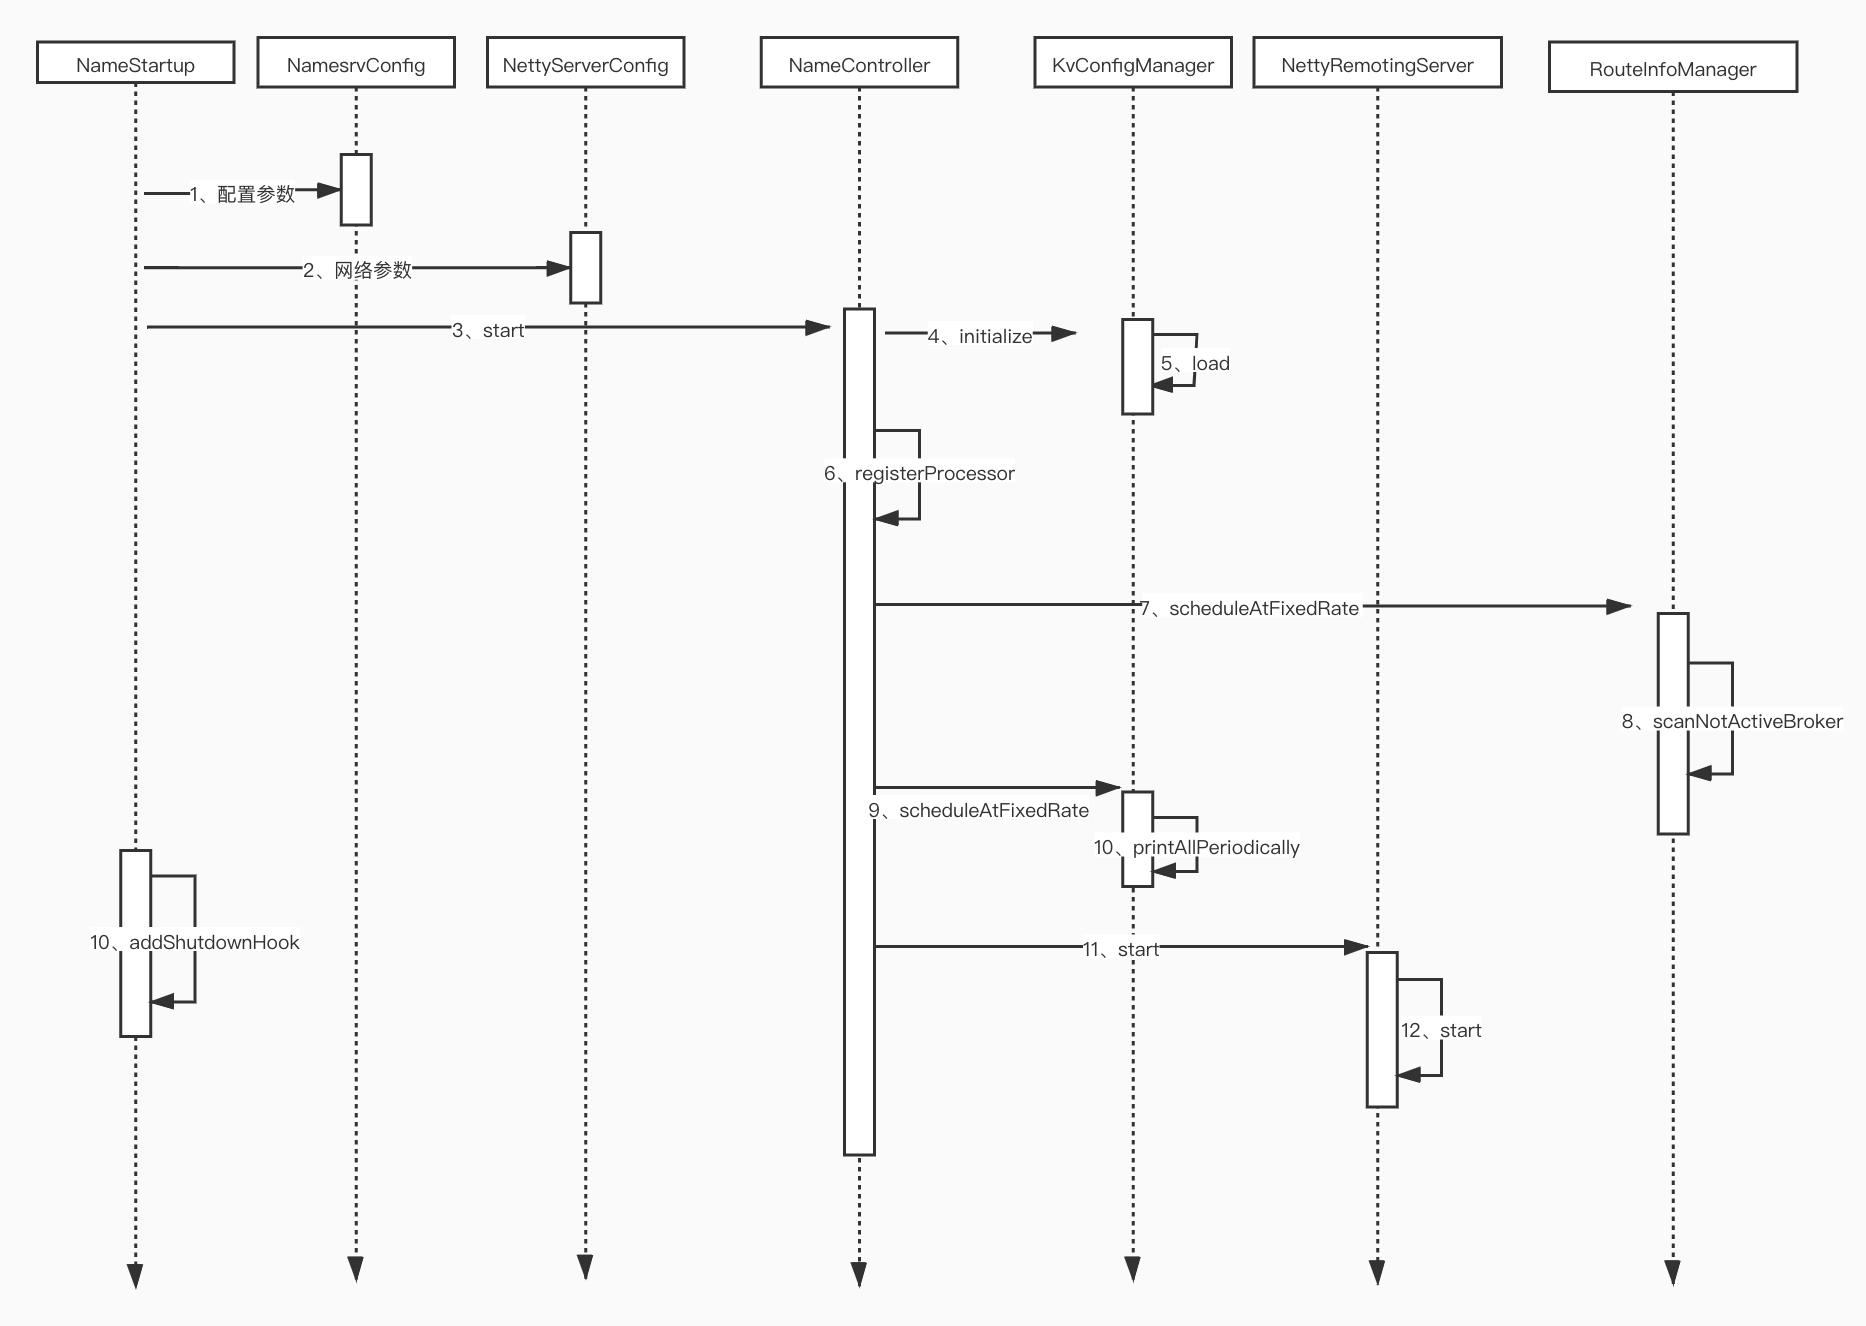 NameStartup
NamesrvConfig
NettyServerConfig
NameController
KvConfigManager
NettyRemotingServer
RouteInfoManager
1、配置参数
2、网络参数
3、start
4、initialize
5、load
6、registerProcessor
7、scheduleAtFixedRate
8、scanNotActiveBroker
9、scheduleAtFixedRate
10、printAllPeriodically
10、addShutdownHook
11、start
12、start